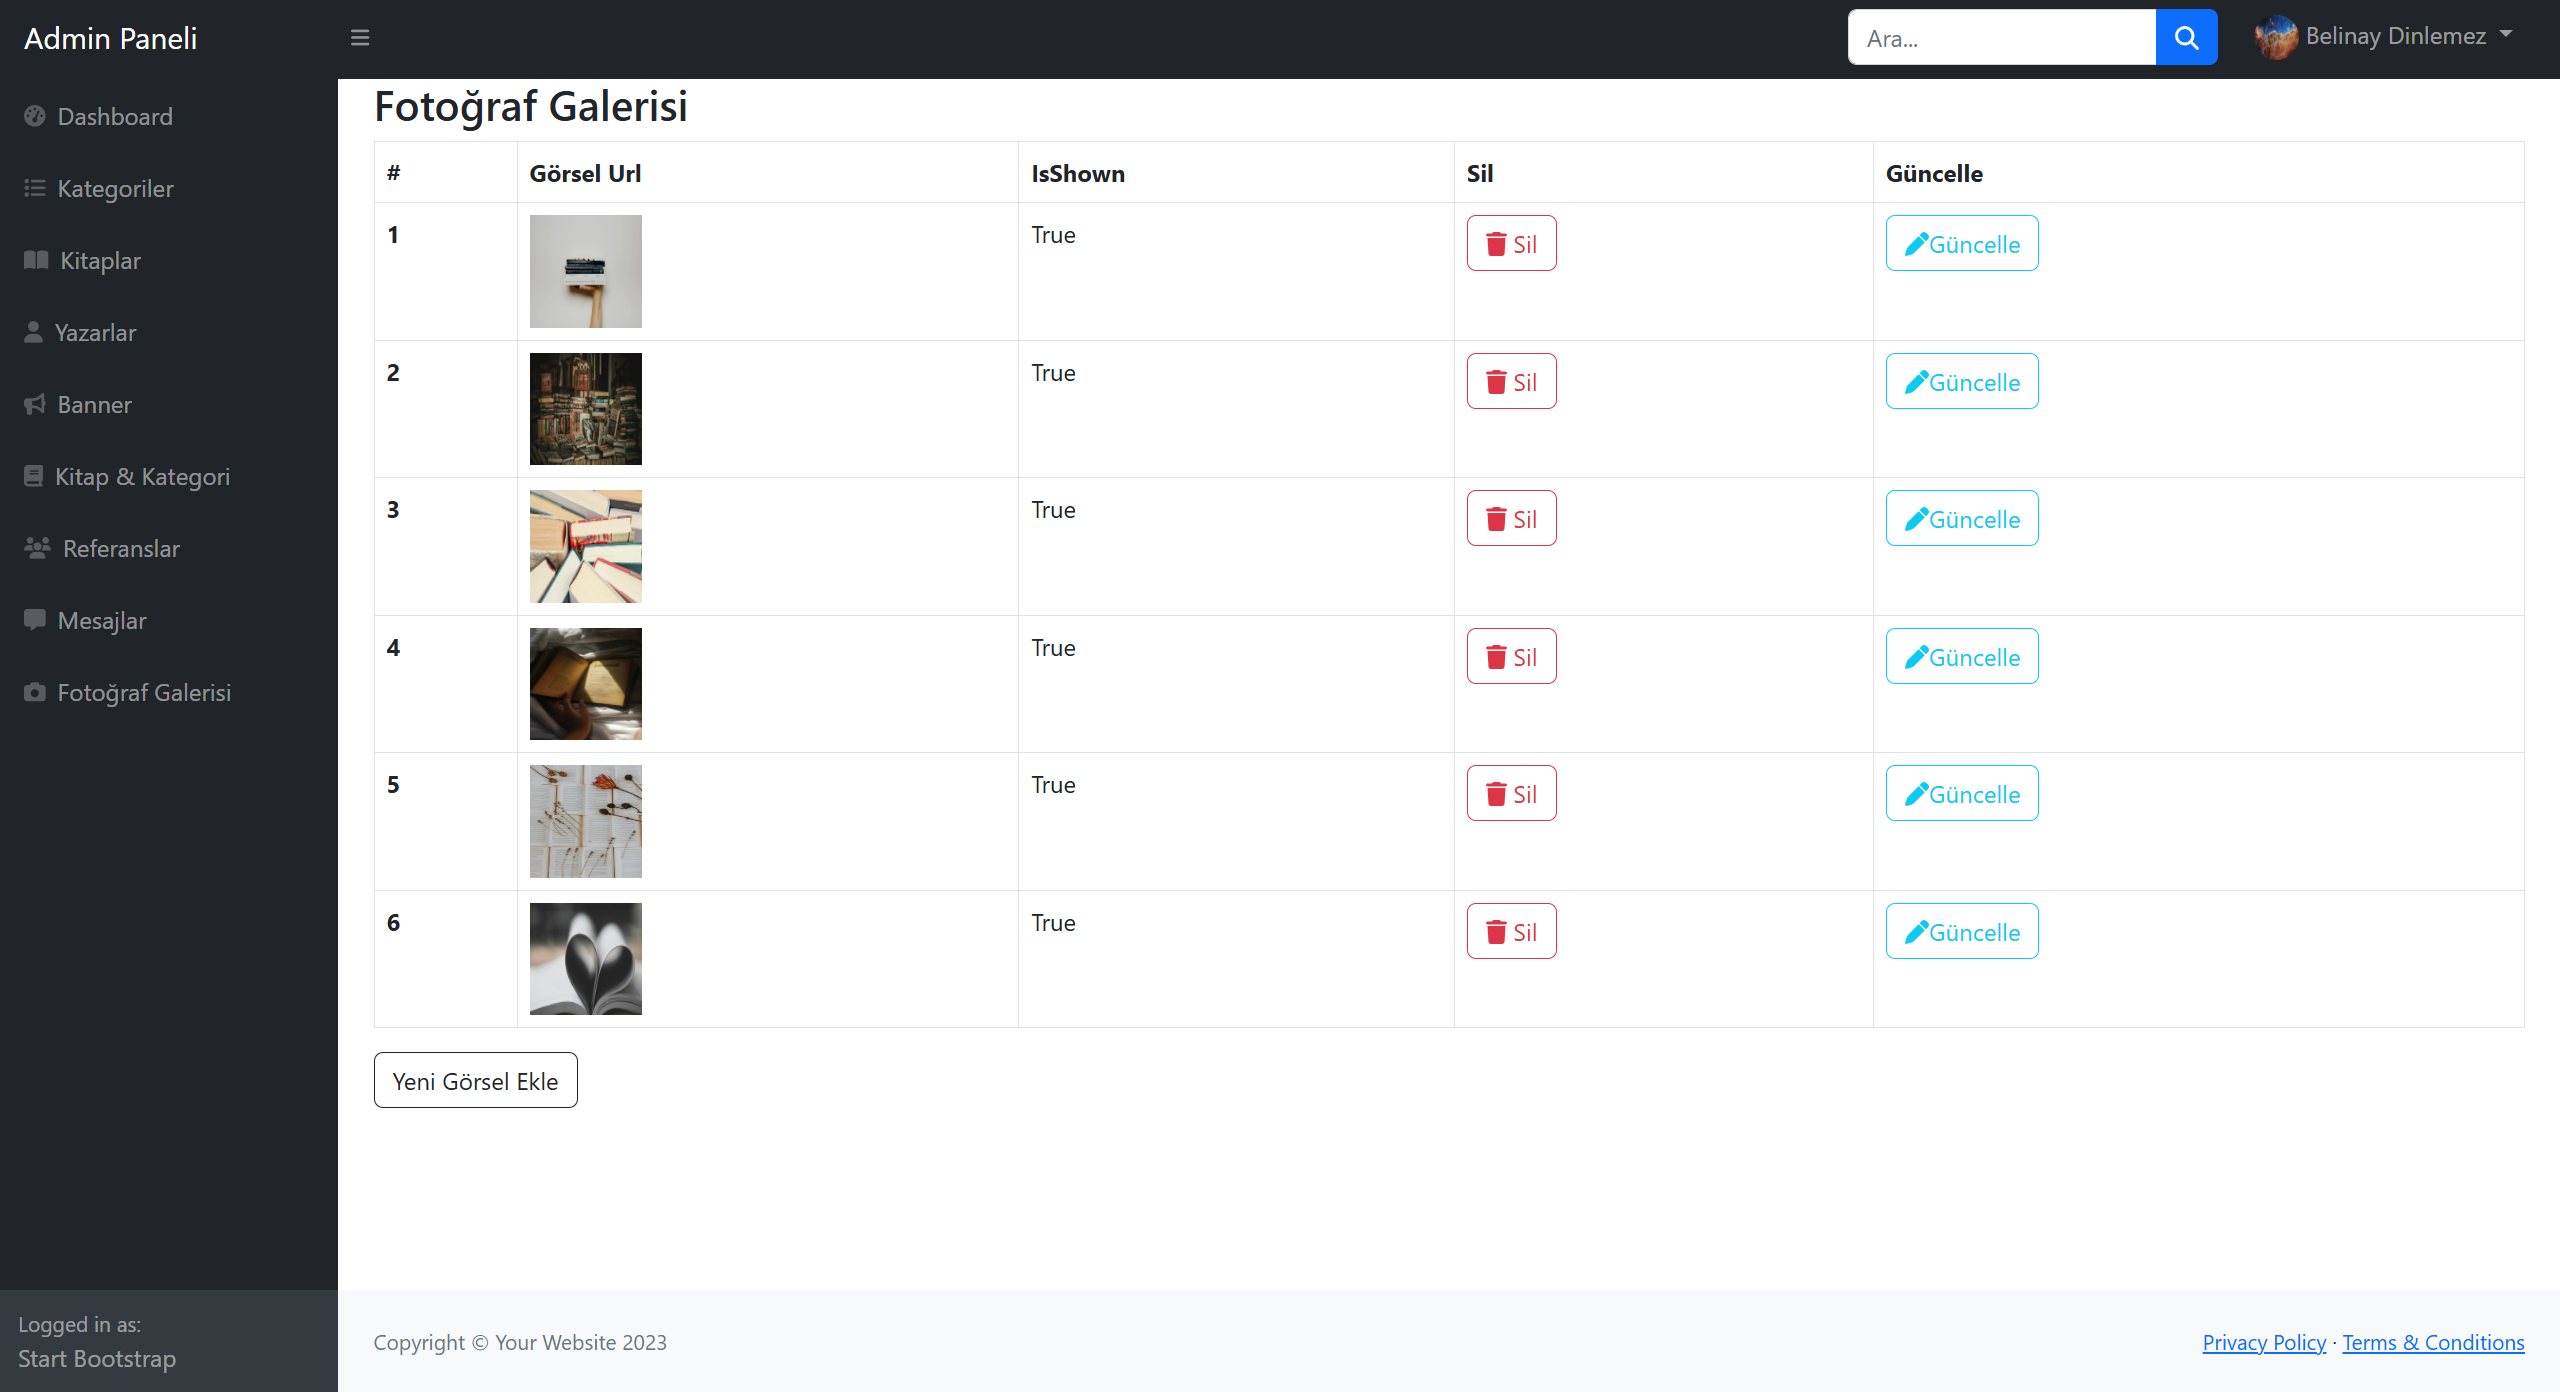 Admin Paneli
Ara...
Belinay Dinlemez
Dashboard
Kategoriler
Kitaplar
Yazarlar
Banner
Kitap & Kategori
Referanslar
Mesajlar
Fotoğraf Galerisi
Logged in as:
Start Bootstrap
Fotoğraf Galerisi
# Görsel Url IsShown Sil Güncelle
1 True Sil Güncelle
2 True Sil Güncelle
3 True Sil Güncelle
4 True Sil Güncelle
5 True Sil Güncelle
6 True Sil Güncelle
Yeni Görsel Ekle
Copyright © Your Website 2023
Privacy Policy · Terms & Conditions